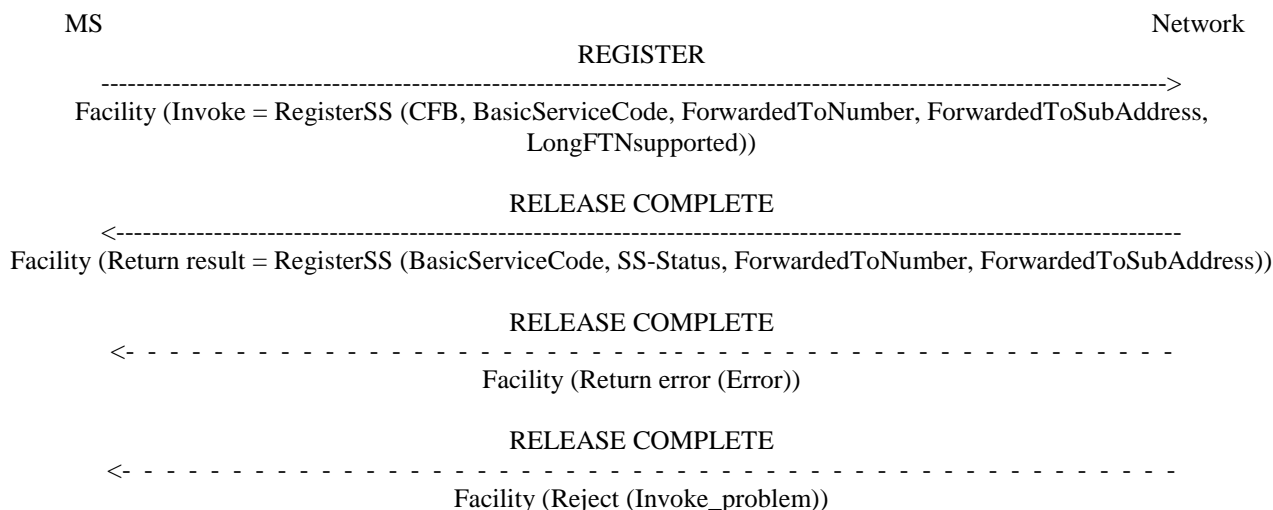 MS Network
REGISTER
Facility (Invoke = RegisterSS (CFB, BasicServiceCode, ForwardedToNumber, ForwardedToSubAddress,
LongFTNsupported))
RELEASE COMPLETE
Facility (Return result = RegisterSS (BasicServiceCode, SS-Status, ForwardedToNumber, ForwardedToSubAddress))
RELEASE COMPLETE
Facility (Return error (Error))
RELEASE COMPLETE
Facility (Reject (Invoke_problem))